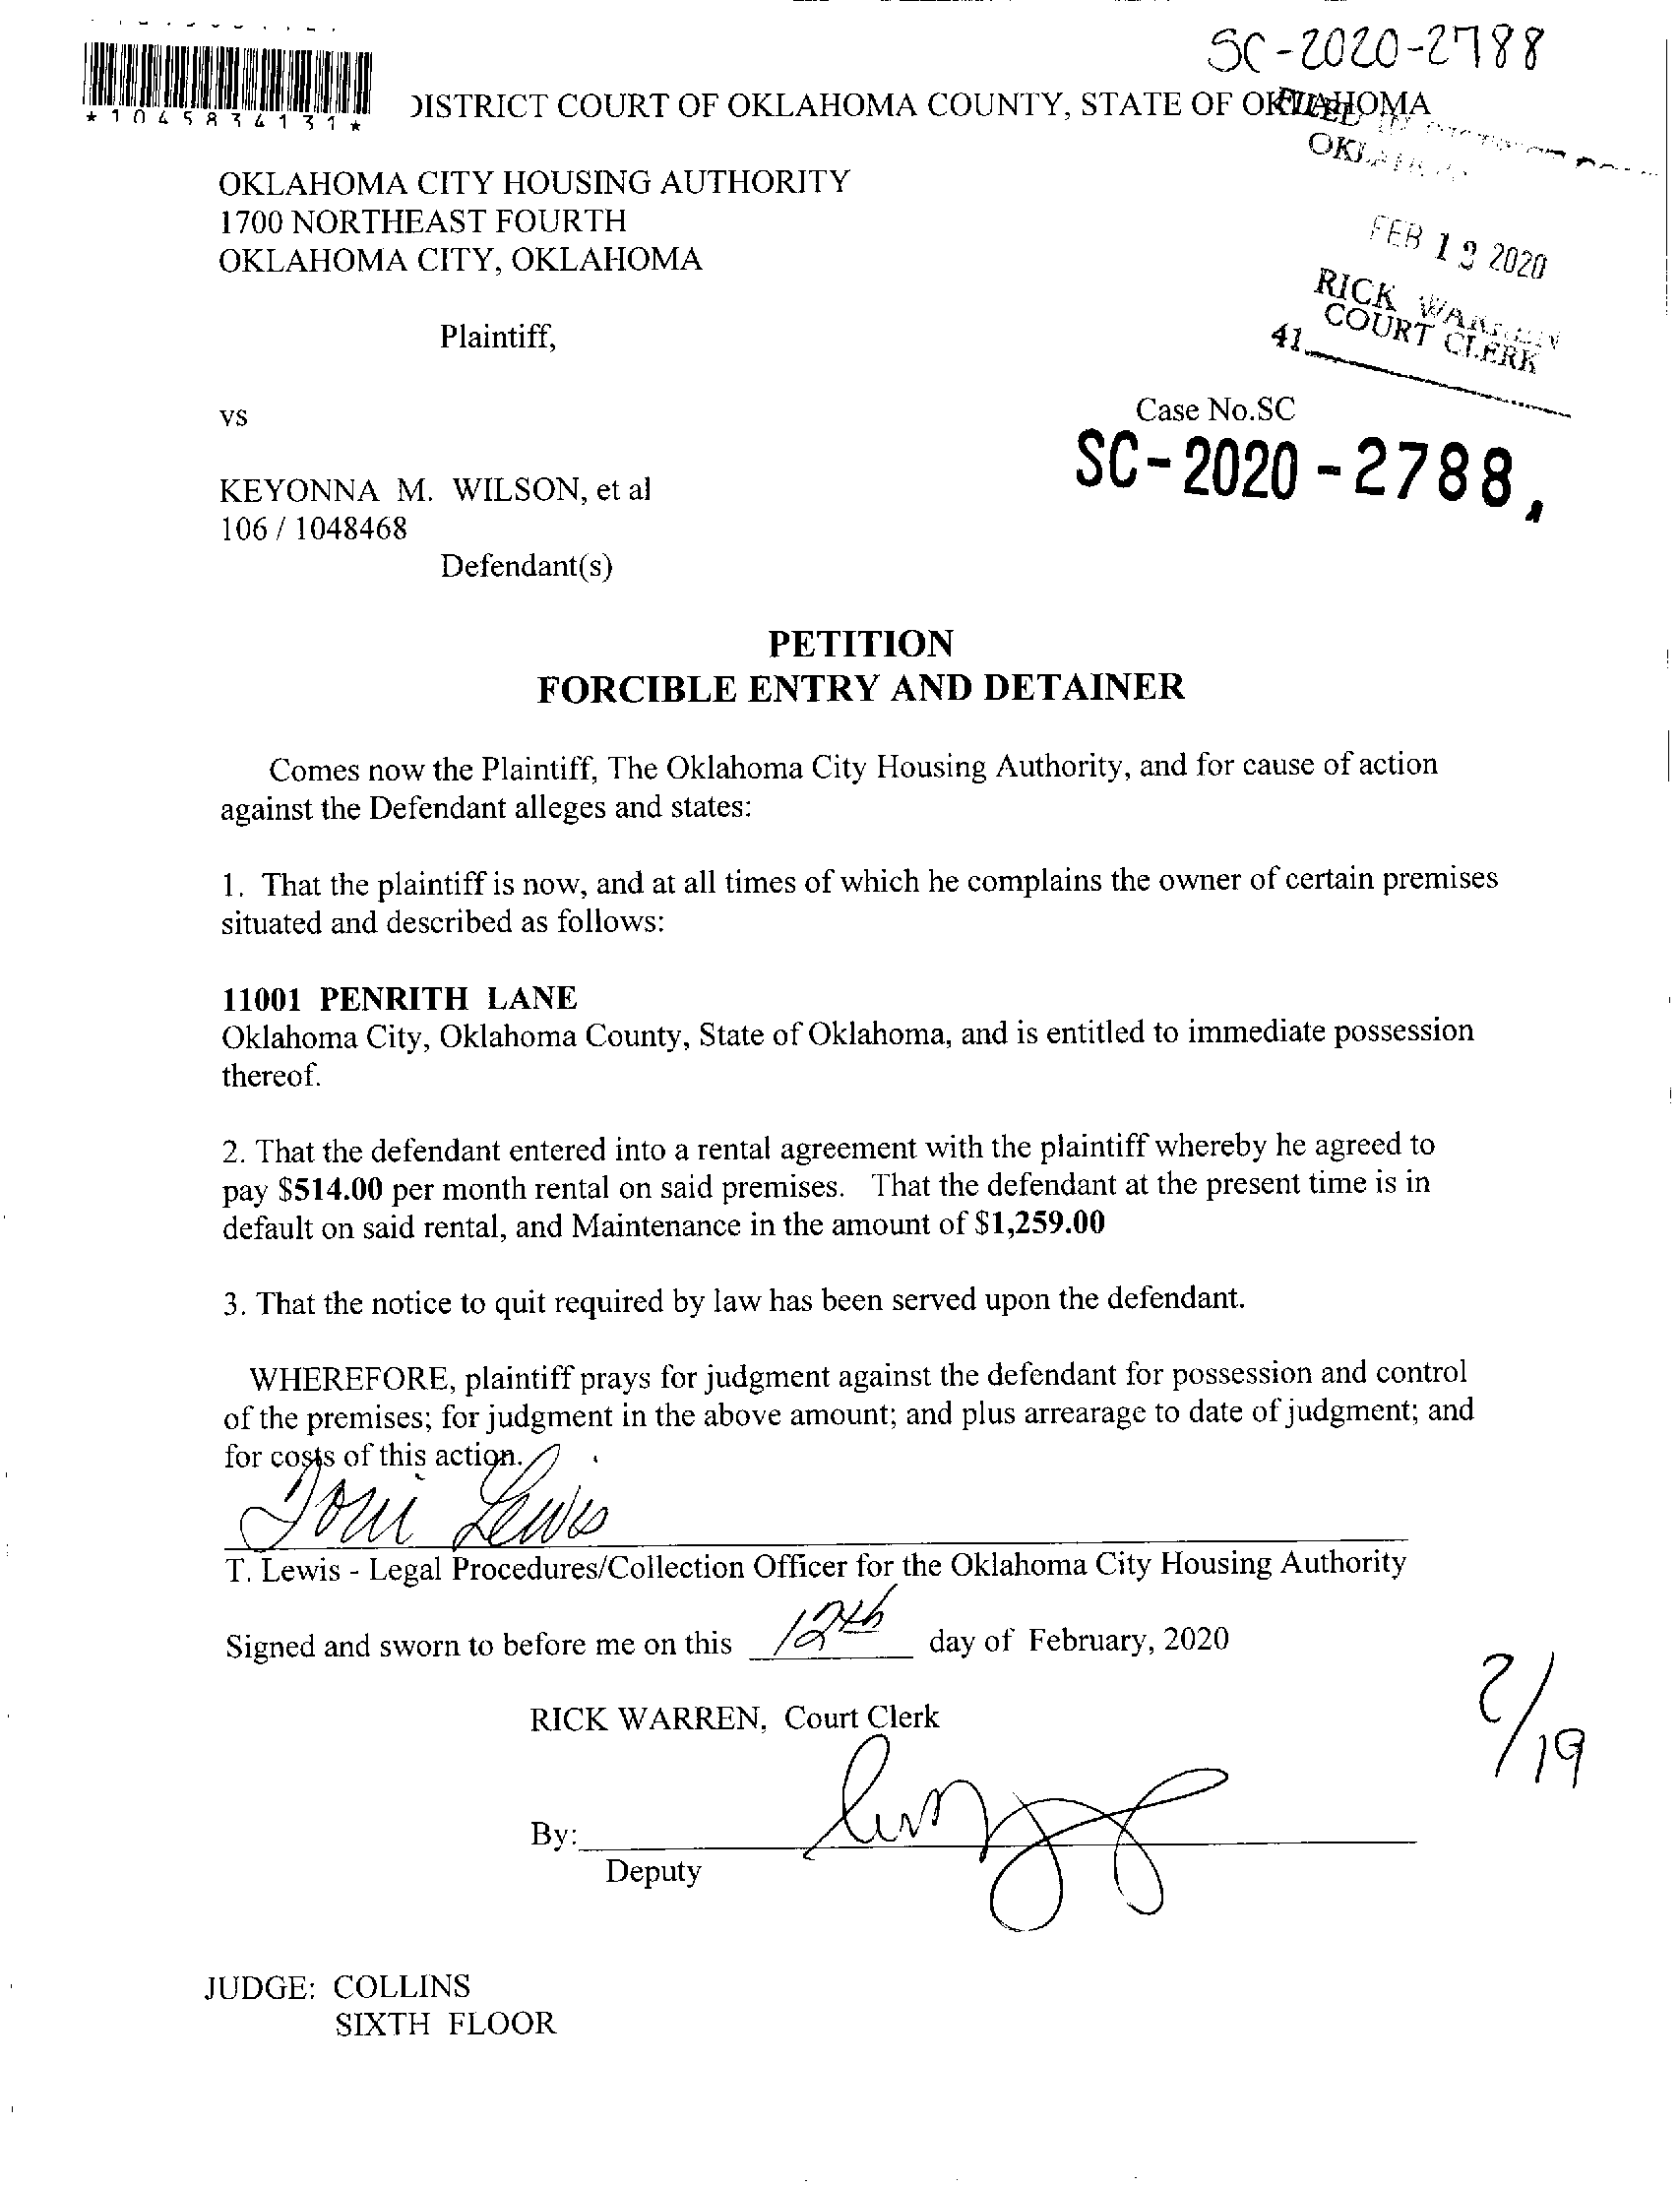 SC-2020-2788
*1045834131*
DISTRICT COURT OF OKLAHOMA COUNTY, STATE OF OKLAHOMA
FILED IN
OKLAHOMA
OKLAHOMA CITY HOUSING AUTHORITY
1700 NORTHEAST FOURTH
OKLAHOMA CITY, OKLAHOMA
FEB 19 2020
RICK WARREN
COURT CLERK
41
Plaintiff,
vs
Case No.SC
SC-2020-2788,
KEYONNA M. WILSON, et al
106 / 1048468
Defendant(s)
PETITION
FORCIBLE ENTRY AND DETAINER
Comes now the Plaintiff, The Oklahoma City Housing Authority, and for cause of action
against the Defendant alleges and states:
1. That the plaintiff is now, and at all times of which he complains the owner of certain premises
situated and described as follows:
11001 PENRITH LANE
Oklahoma City, Oklahoma County, State of Oklahoma, and is entitled to immediate possession
thereof.
2. That the defendant entered into a rental agreement with the plaintiff whereby he agreed to
pay $514.00 per month rental on said premises. That the defendant at the present time is in
default on said rental, and Maintenance in the amount of $1,259.00
3. That the notice to quit required by law has been served upon the defendant.
WHEREFORE, plaintiff prays for judgment against the defendant for possession and control
of the premises; for judgment in the above amount; and plus arrearage to date of judgment; and
for costs of this action.
Toni Lewis
T. Lewis - Legal Procedures/Collection Officer for the Oklahoma City Housing Authority
Signed and sworn to before me on this 12th day of February, 2020
2/19
RICK WARREN, Court Clerk
By:
Deputy
JUDGE: COLLINS
SIXTH FLOOR